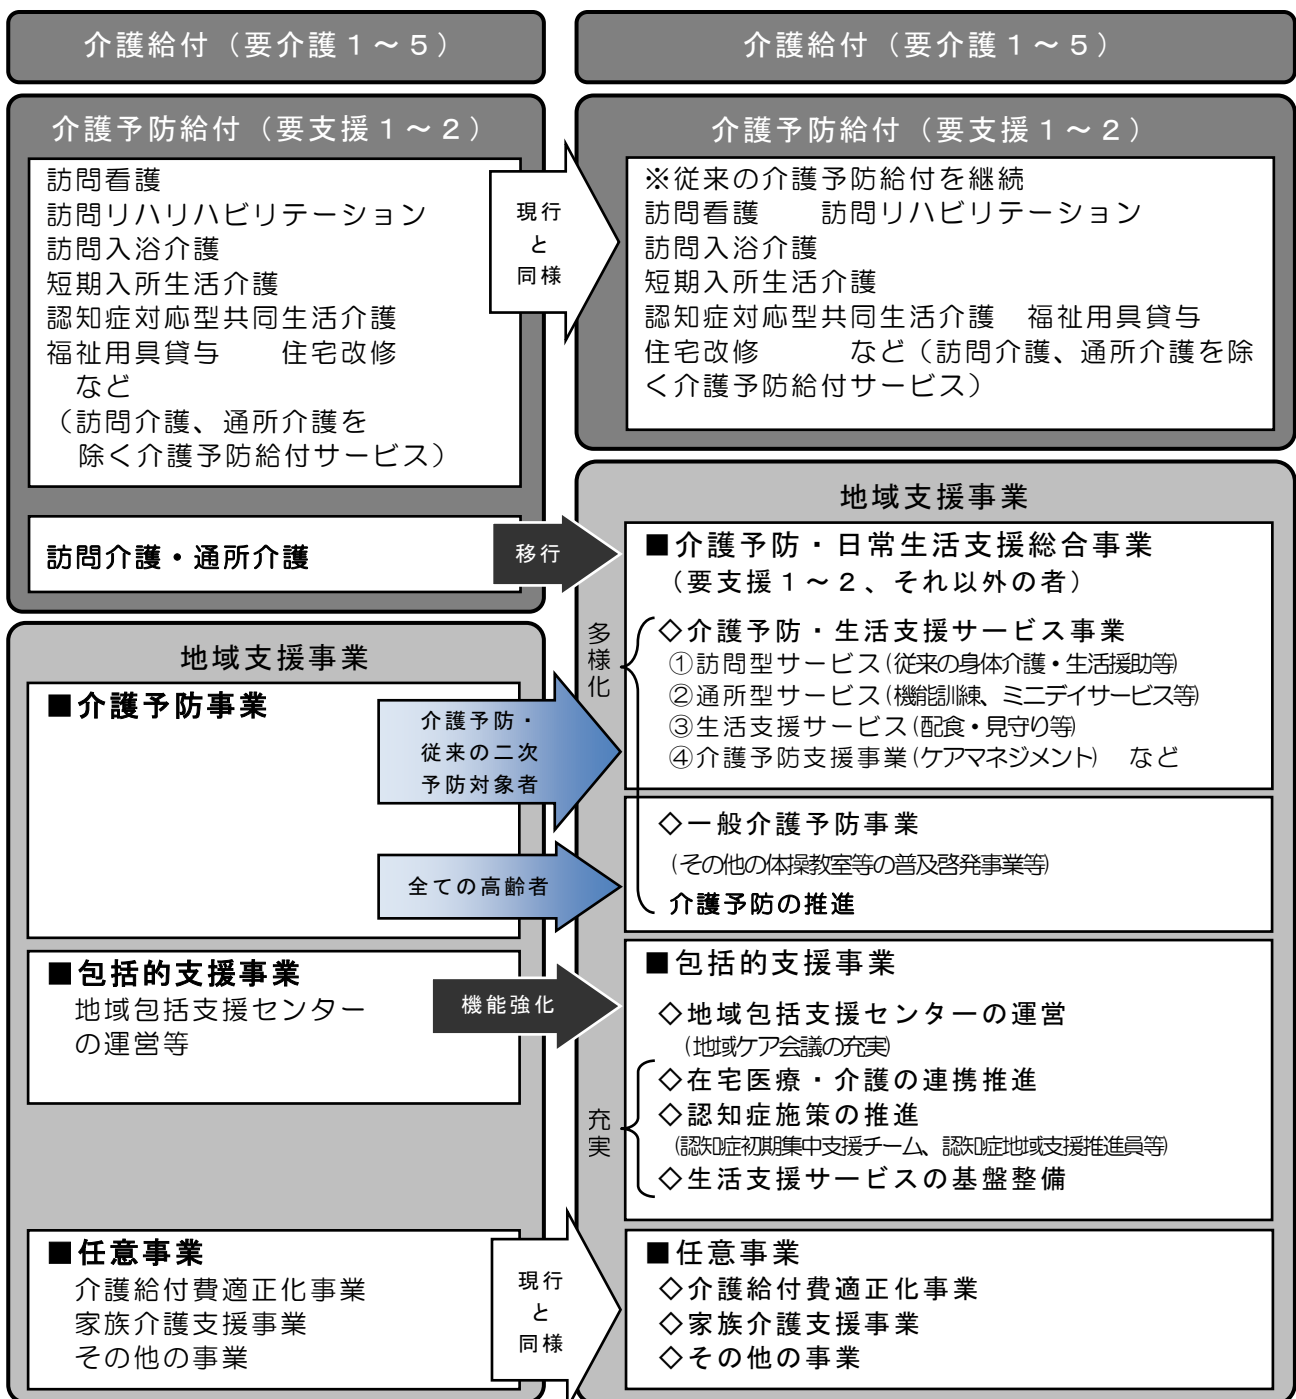 介護給付（要介護１～５）
介護予防給付（要支援１～２）
訪問看護
訪問リハリハビリテーション
訪問入浴介護
短期入所生活介護
認知症対応型共同生活介護
福祉用具貸与　　住宅改修
など
（訪問介護、通所介護を
除く介護予防給付サービス）
訪問介護・通所介護
地域支援事業
■介護予防事業
■包括的支援事業
地域包括支援センター
の運営等
■任意事業
介護給付費適正化事業
家族介護支援事業
その他の事業
現行
と
同様
移行
介護予防・
従来の二次
予防対象者
全ての高齢者
機能強化
現行
と
同様
介護給付（要介護１～５）
介護予防給付（要支援１～２）
※従来の介護予防給付を継続
訪問看護　　訪問リハビリテーション
訪問入浴介護
短期入所生活介護
認知症対応型共同生活介護　福祉用具貸与
住宅改修　　　など（訪問介護、通所介護を除
く介護予防給付サービス）
地域支援事業
■介護予防・日常生活支援総合事業
（要支援１～２、それ以外の者）
多様化
◇介護予防・生活支援サービス事業
①訪問型サービス(従来の身体介護・生活援助等)
②通所型サービス(機能訓練、ミニデイサービス等)
③生活支援サービス(配食・見守り等)
④介護予防支援事業(ケアマネジメント)　など
◇一般介護予防事業
(その他の体操教室等の普及啓発事業等)
介護予防の推進
■包括的支援事業
◇地域包括支援センターの運営
(地域ケア会議の充実)
充実
◇在宅医療・介護の連携推進
◇認知症施策の推進
(認知症初期集中支援チーム、認知症地域支援推進員等)
◇生活支援サービスの基盤整備
■任意事業
◇介護給付費適正化事業
◇家族介護支援事業
◇その他の事業